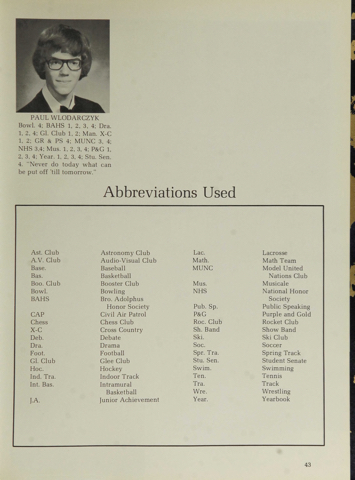 PAUL WLODARCZYK
Bowl. 4; BAHS 1, 2, 3, 4; Dra.
1, 2, 4; Gl. Club 1, 2; Man. X-C
1, 2; GR & PS 4; MUNC 3, 4;
NHS 3,4; Mus. 1, 2, 3, 4; P&G 1,
2, 3, 4; Year. 1, 2, 3, 4; Stu. Sen.
4. "Never do today what can
be put off 'till tomorrow."
Abbreviations Used
Ast. Club Astronomy Club
A.V. Club Audio-Visual Club
Base. Baseball
Bas. Basketball
Boo. Club Booster Club
Bowl. Bowling
BAHS Bro. Adolphus
Honor Society
CAP Civil Air Patrol
Chess Chess Club
X-C Cross Country
Deb. Debate
Dra. Drama
Foot. Football
Gl. Club Glee Club
Hoc. Hockey
Ind. Tra. Indoor Track
Int. Bas. Intramural
Basketball
J.A. Junior Achievement
Lac. Lacrosse
Math. Math Team
MUNC Model United
Nations Club
Mus. Musicale
NHS National Honor
Society
Pub. Sp. Public Speaking
P&G Purple and Gold
Roc. Club Rocket Club
Sh. Band Show Band
Ski. Ski Club
Soc. Soccer
Spr. Tra. Spring Track
Stu. Sen. Student Senate
Swim. Swimming
Ten. Tennis
Tra. Track
Wre. Wrestling
Year. Yearbook
43